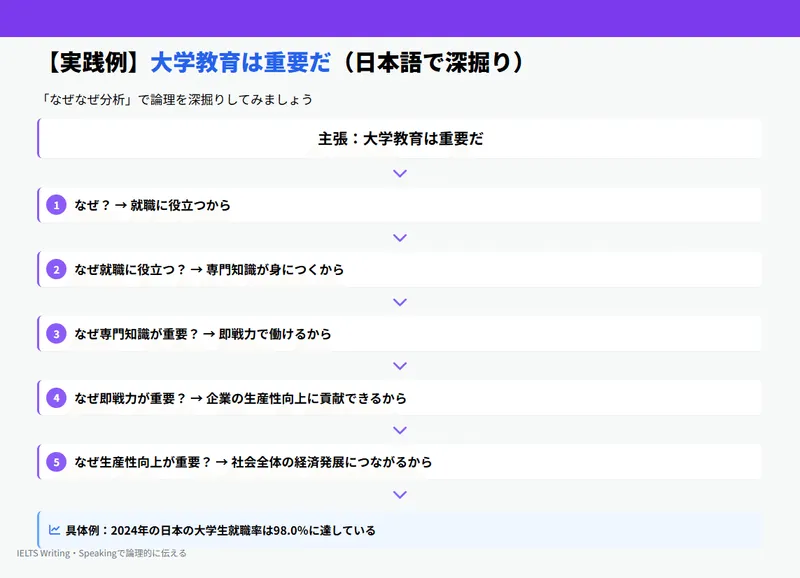 【実践例】大学教育は重要だ（日本語で深掘り）
「なぜなぜ分析」で論理を深掘りしてみましょう
主張：大学教育は重要だ
1 なぜ？ → 就職に役立つから
2 なぜ就職に役立つ？ → 専門知識が身につくから
3 なぜ専門知識が重要？ → 即戦力で働けるから
4 なぜ即戦力が重要？ → 企業の生産性向上に貢献できるから
5 なぜ生産性向上が重要？ → 社会全体の経済発展につながるから
具体例：2024年の日本の大学生就職率は98.0%に達している
IELTS Writing・Speakingで論理的に伝える